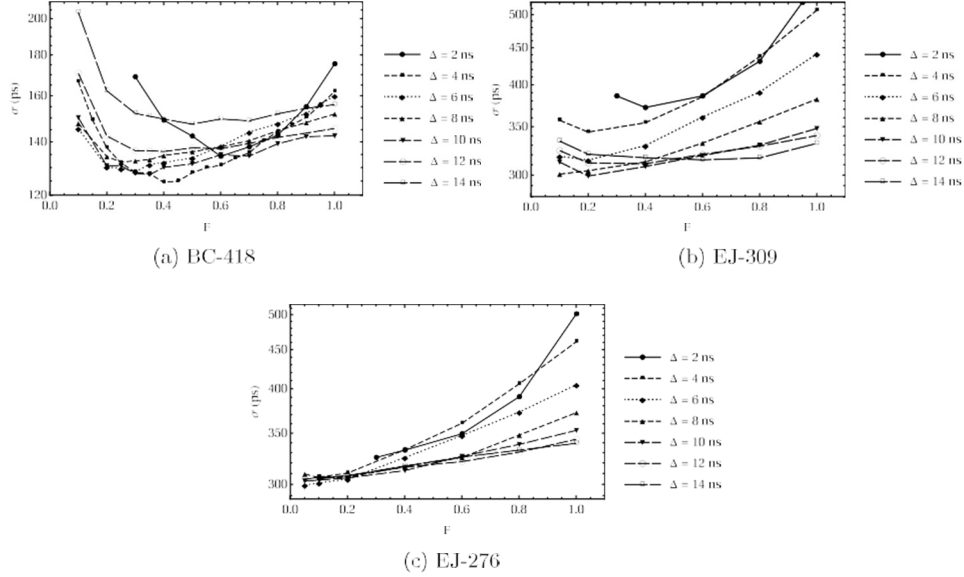 σ (ps)
200
180
160
140
120
0.0 0.2 0.4 0.6 0.8 1.0
F
Δ = 2 ns
Δ = 4 ns
Δ = 6 ns
Δ = 8 ns
Δ = 10 ns
Δ = 12 ns
Δ = 14 ns
(a) BC-418
σ (ps)
500
450
400
350
300
0.0 0.2 0.4 0.6 0.8 1.0
F
Δ = 2 ns
Δ = 4 ns
Δ = 6 ns
Δ = 8 ns
Δ = 10 ns
Δ = 12 ns
Δ = 14 ns
(b) EJ-309
σ (ps)
500
450
400
350
300
0.0 0.2 0.4 0.6 0.8 1.0
F
Δ = 2 ns
Δ = 4 ns
Δ = 6 ns
Δ = 8 ns
Δ = 10 ns
Δ = 12 ns
Δ = 14 ns
(c) EJ-276